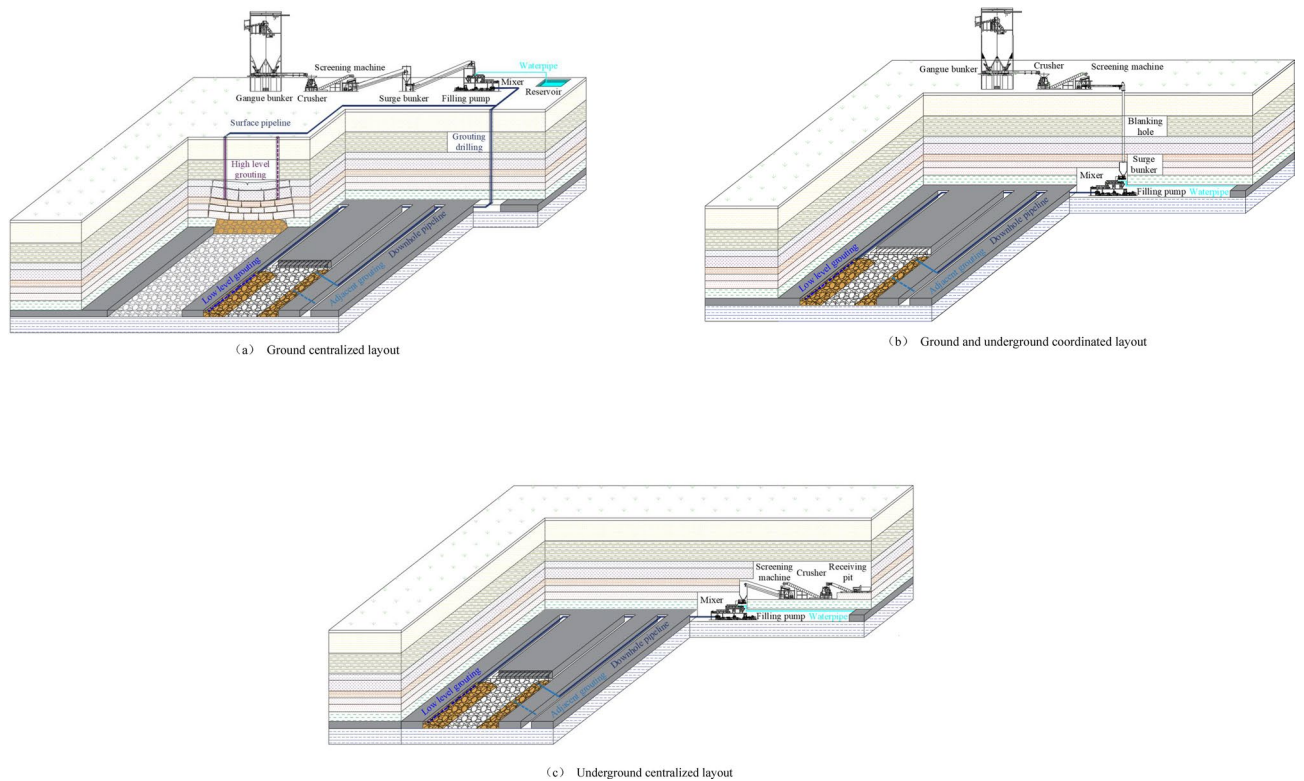 Screening machine
Waterpipe
Mixer
Gangue bunker
Crusher
Surge bunker
Filling pump
Reservoir
Surface pipeline
Grouting
drilling
High level
grouting
Low level grouting
Adjacent grouting
Downhole pipeline
(a) Ground centralized layout
Crusher
Gangue bunker
Screening machine
Blanking
hole
Surge
bunker
Mixer
Filling pump
Waterpipe
Low level grouting
Adjacent grouting
Downhole pipeline
(b) Ground and underground coordinated layout
Screening
machine
Crusher
Receiving
pit
Mixer
Filling pump
Waterpipe
Low level grouting
Adjacent grouting
Downhole pipeline
(c) Underground centralized layout